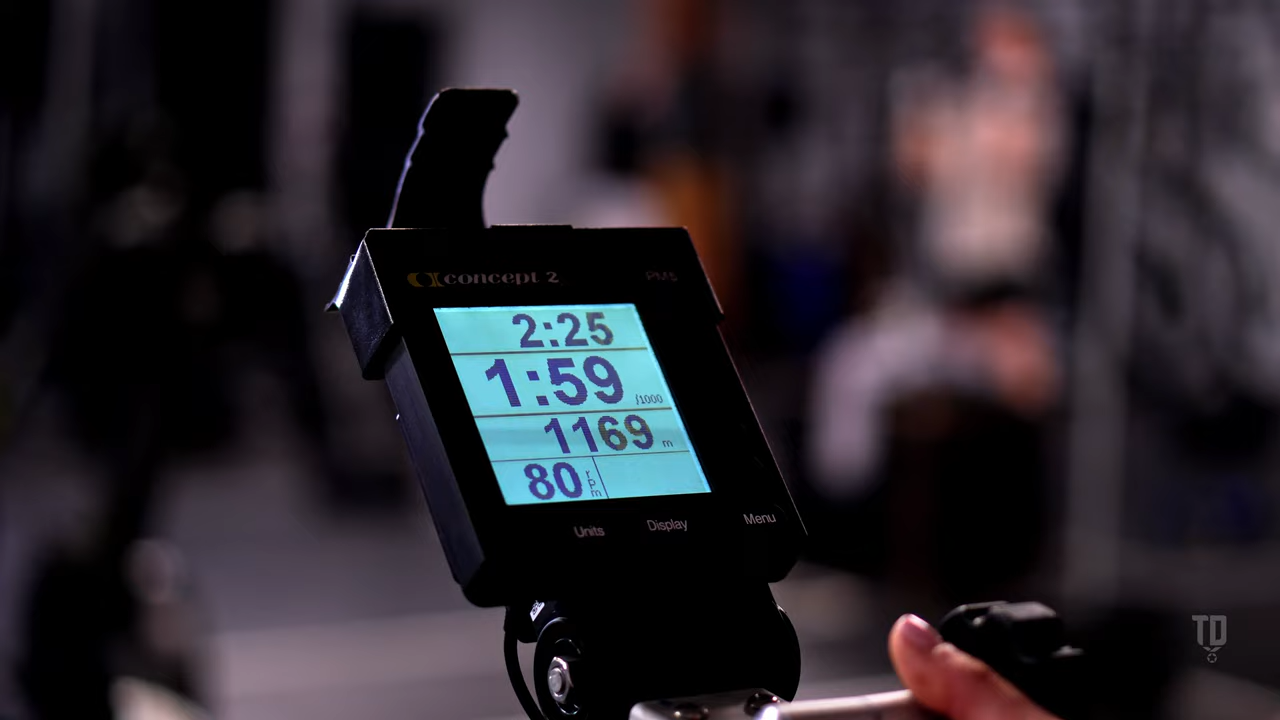 concept 2 PM5
2:25
1:59 /1000
1169 m
80 rpm
Units Display Menu
TD